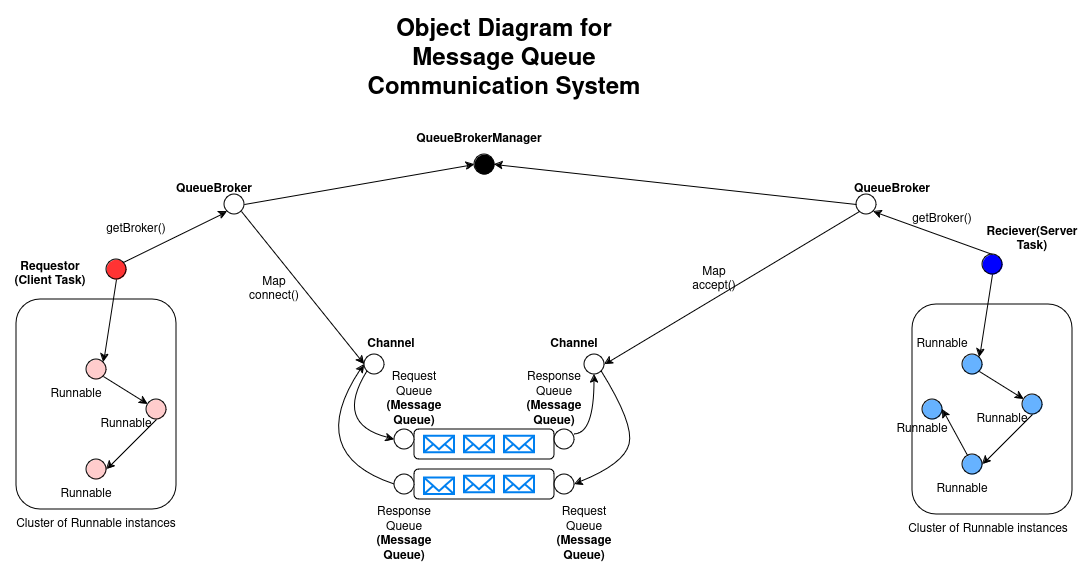 Object Diagram for
Message Queue
Communication System
QueueBrokerManager
QueueBroker
QueueBroker
getBroker()
getBroker()
Requestor
(Client Task)
Reciever(Server
Task)
Map
connect()
Map
accept()
Channel
Channel
Request
Queue
(Message
Queue)
Response
Queue
(Message
Queue)
Response
Queue
(Message
Queue)
Request
Queue
(Message
Queue)
Runnable
Runnable
Runnable
Cluster of Runnable instances
Runnable
Runnable
Runnable
Runnable
Cluster of Runnable instances